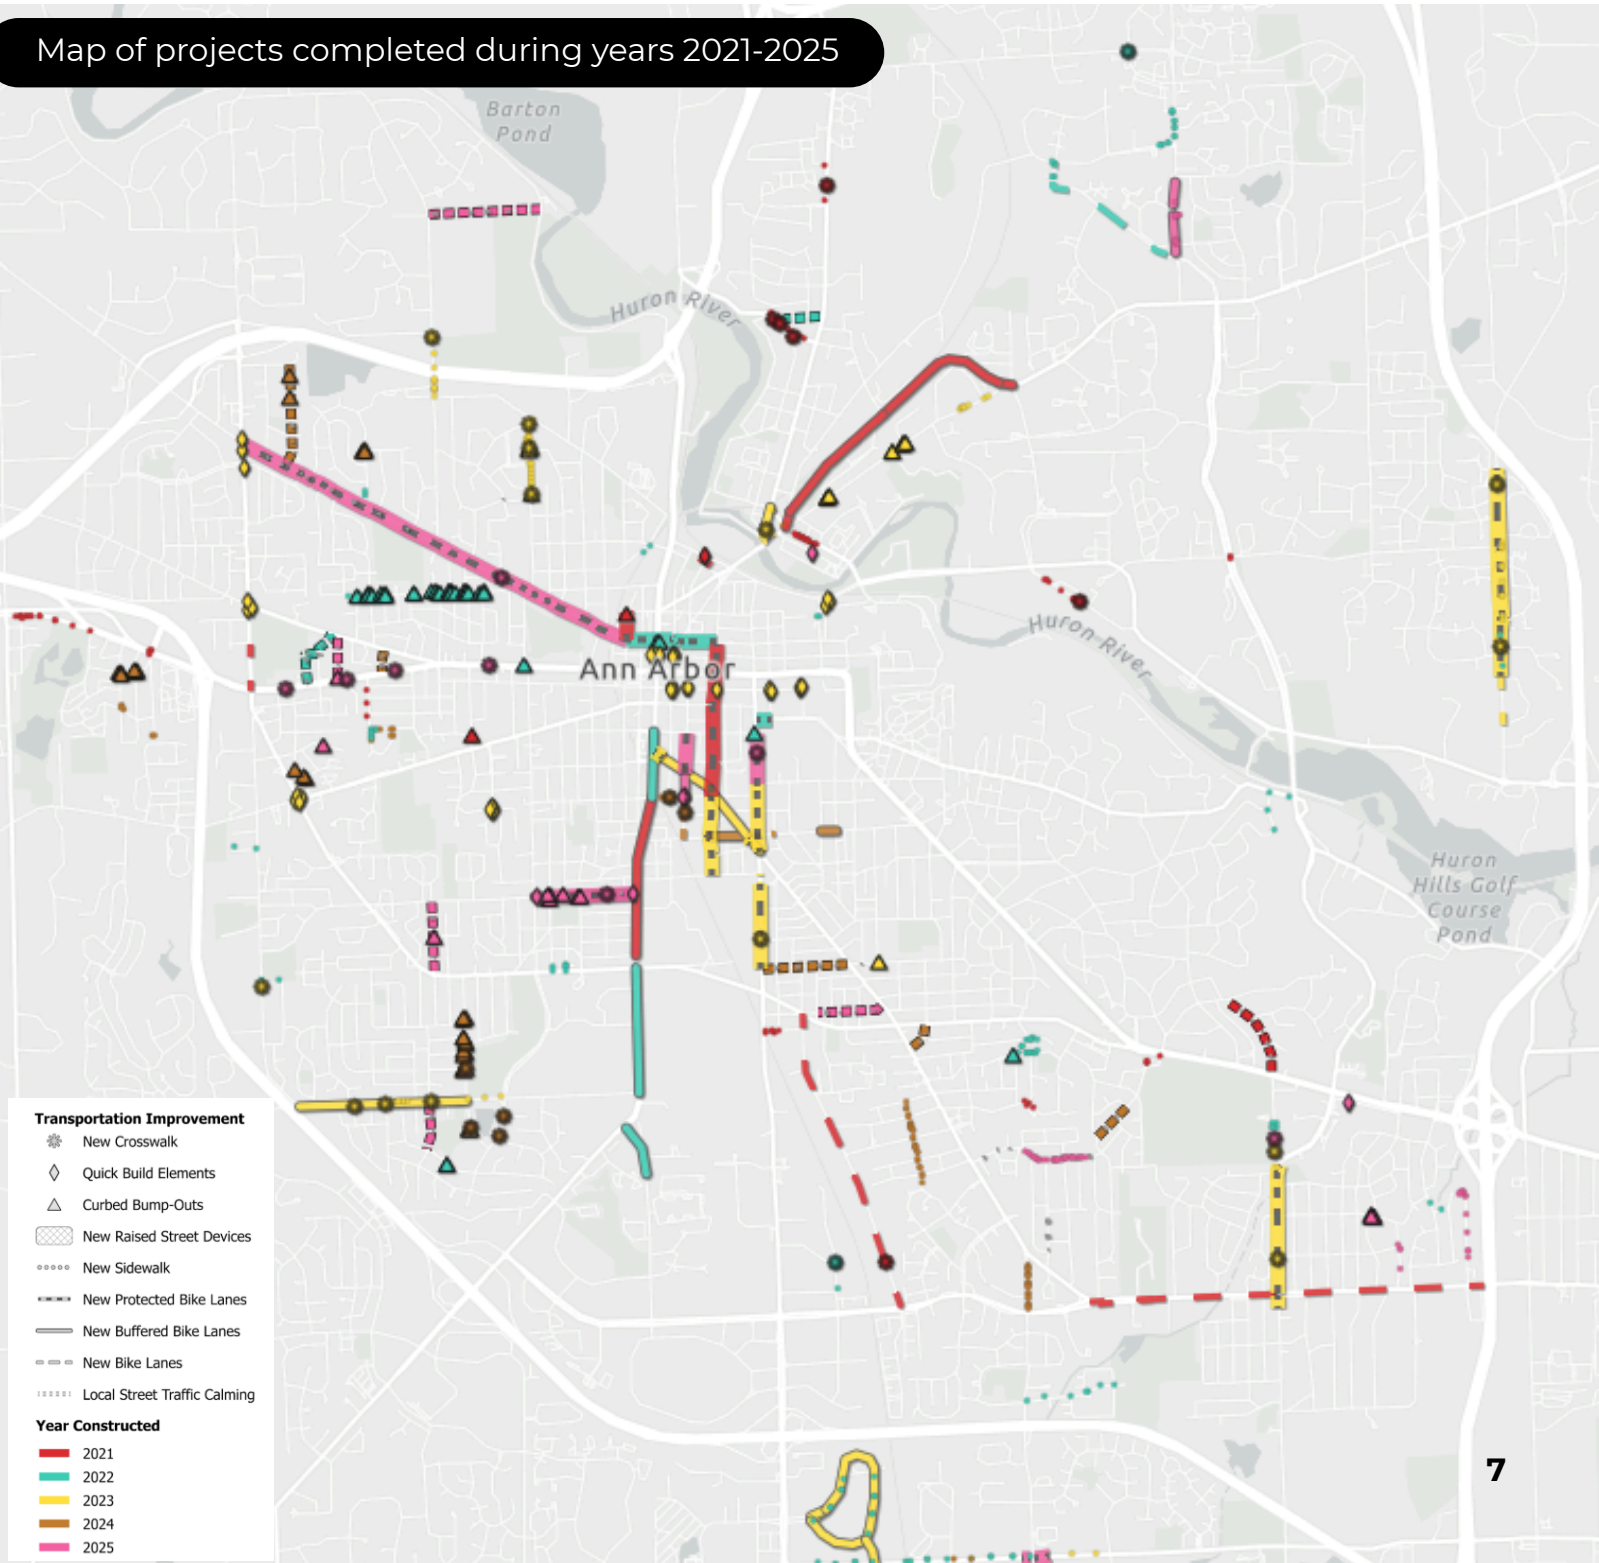 Map of projects completed during years 2021-2025
Barton
Pond
Huron River
Huron River
Ann Arbor
Huron
Hills Golf
Course
Pond
Transportation Improvement
New Crosswalk
Quick Build Elements
Curbed Bump-Outs
New Raised Street Devices
New Sidewalk
New Protected Bike Lanes
New Buffered Bike Lanes
New Bike Lanes
Local Street Traffic Calming
Year Constructed
2021
2022
2023
2024
2025
7